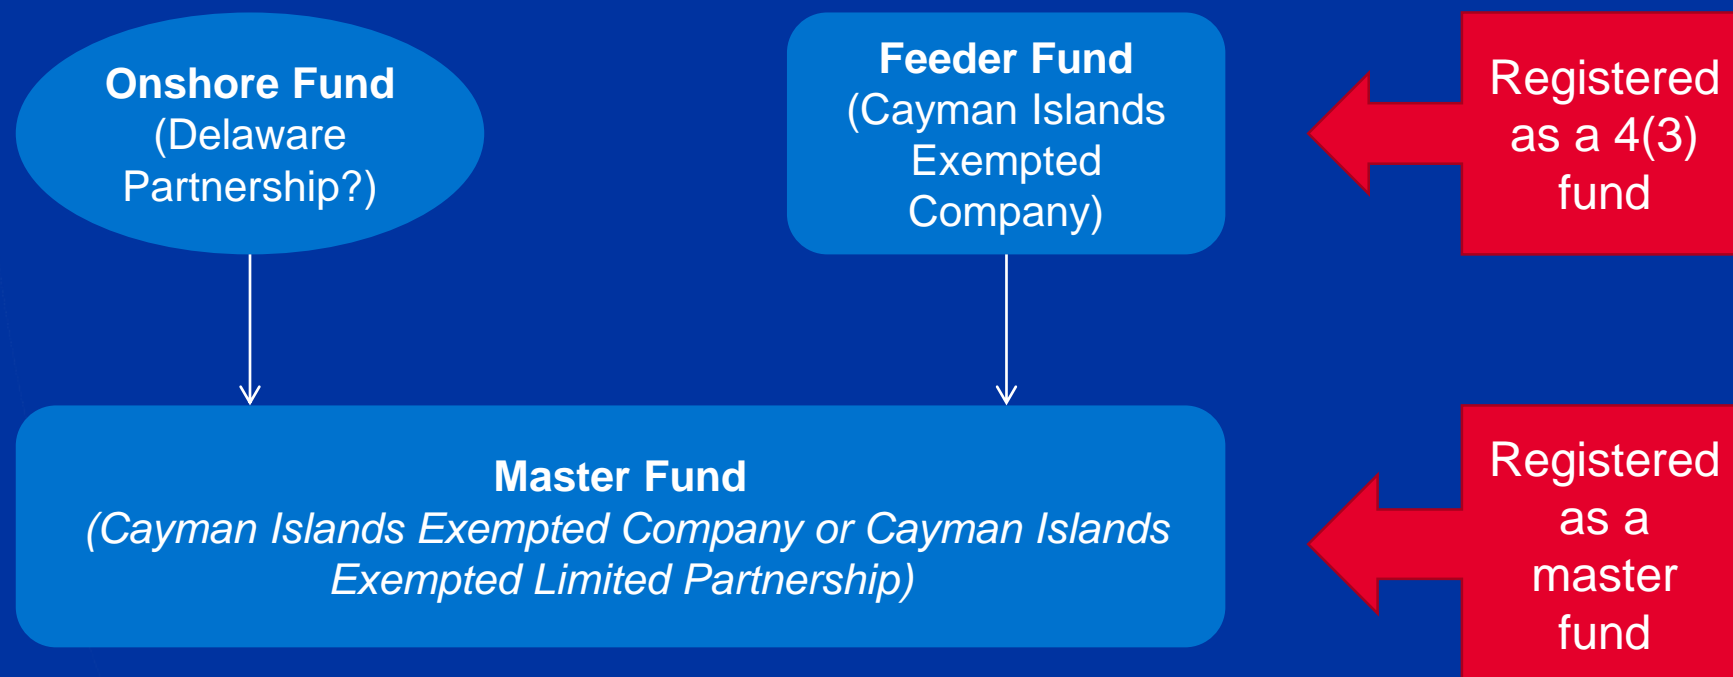 Onshore Fund
(Delaware
Partnership?)
Feeder Fund
(Cayman Islands
Exempted
Company)
Registered
as a 4(3)
fund
Master Fund
(Cayman Islands Exempted Company or Cayman Islands
Exempted Limited Partnership)
Registered
as a
master
fund